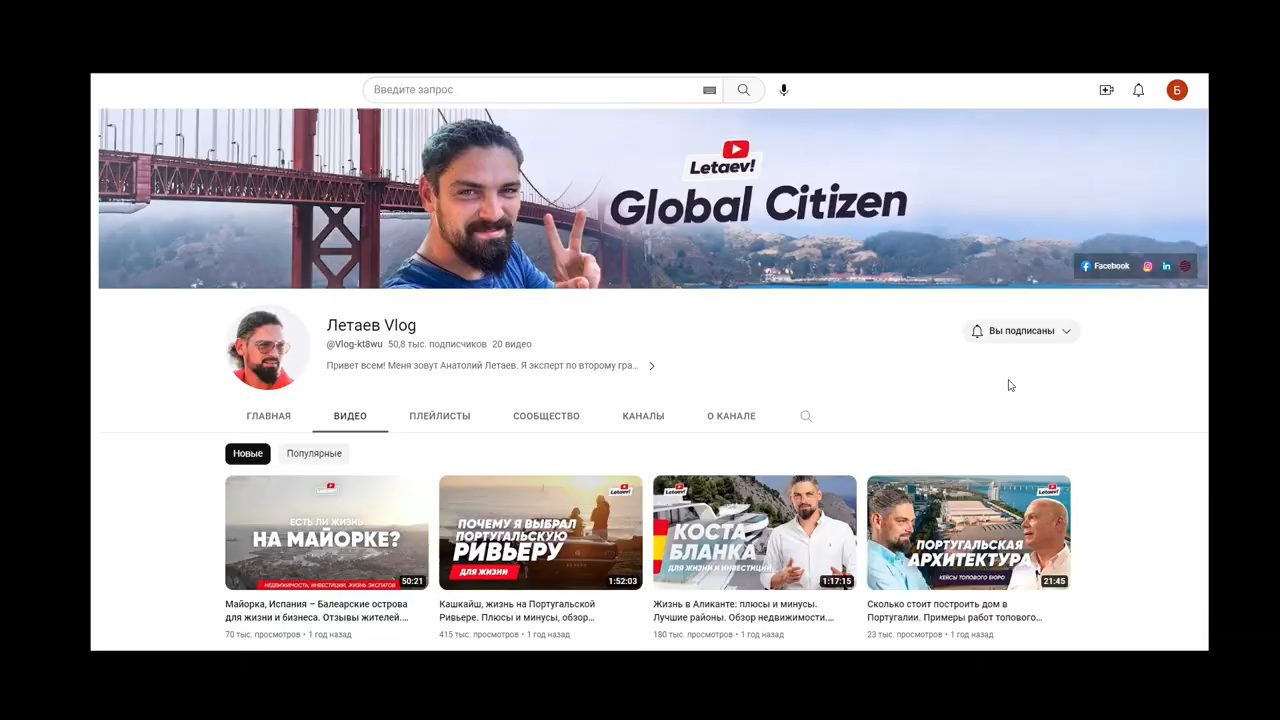 Введите запрос
Б
Letaev!
Global Citizen
Facebook
Летаев Vlog
@Vlog-kt8wu 50,8 тыс. подписчиков 20 видео
Вы подписаны
Привет всем! Меня зовут Анатолий Летаев. Я эксперт по второму гра...
ГЛАВНАЯ ВИДЕО ПЛЕЙЛИСТЫ СООБЩЕСТВО КАНАЛЫ О КАНАЛЕ
Новые Популярные
ЕСТЬ ЛИ ЖИЗНЬ
НА МАЙОРКЕ?
НЕДВИЖИМОСТЬ, ИНВЕСТИЦИИ, ЖИЗНЬ ЭКСПАТОВ
50:21
Letaev!
ПОЧЕМУ Я ВЫБРАЛ
ПОРТУГАЛЬСКУЮ
РИВЬЕРУ
ДЛЯ ЖИЗНИ
1:52:03
Letaev!
КОСТА
БЛАНКА
ДЛЯ ЖИЗНИ И ИНВЕСТИЦИЙ
1:17:15
Letaev!
ПОРТУГАЛЬСКАЯ
АРХИТЕКТУРА
КЕЙСЫ ТОПОВОГО БЮРО
21:45
Майорка, Испания – Балеарские острова
для жизни и бизнеса. Отзывы жителей....
70 тыс. просмотров • 1 год назад
Кашкайш, жизнь на Португальской
Ривьере. Плюсы и минусы, обзор...
415 тыс. просмотров • 1 год назад
Жизнь в Аликанте: плюсы и минусы.
Лучшие районы. Обзор недвижимости....
180 тыс. просмотров • 1 год назад
Сколько стоит построить дом в
Португалии. Примеры работ топового...
23 тыс. просмотров • 1 год назад